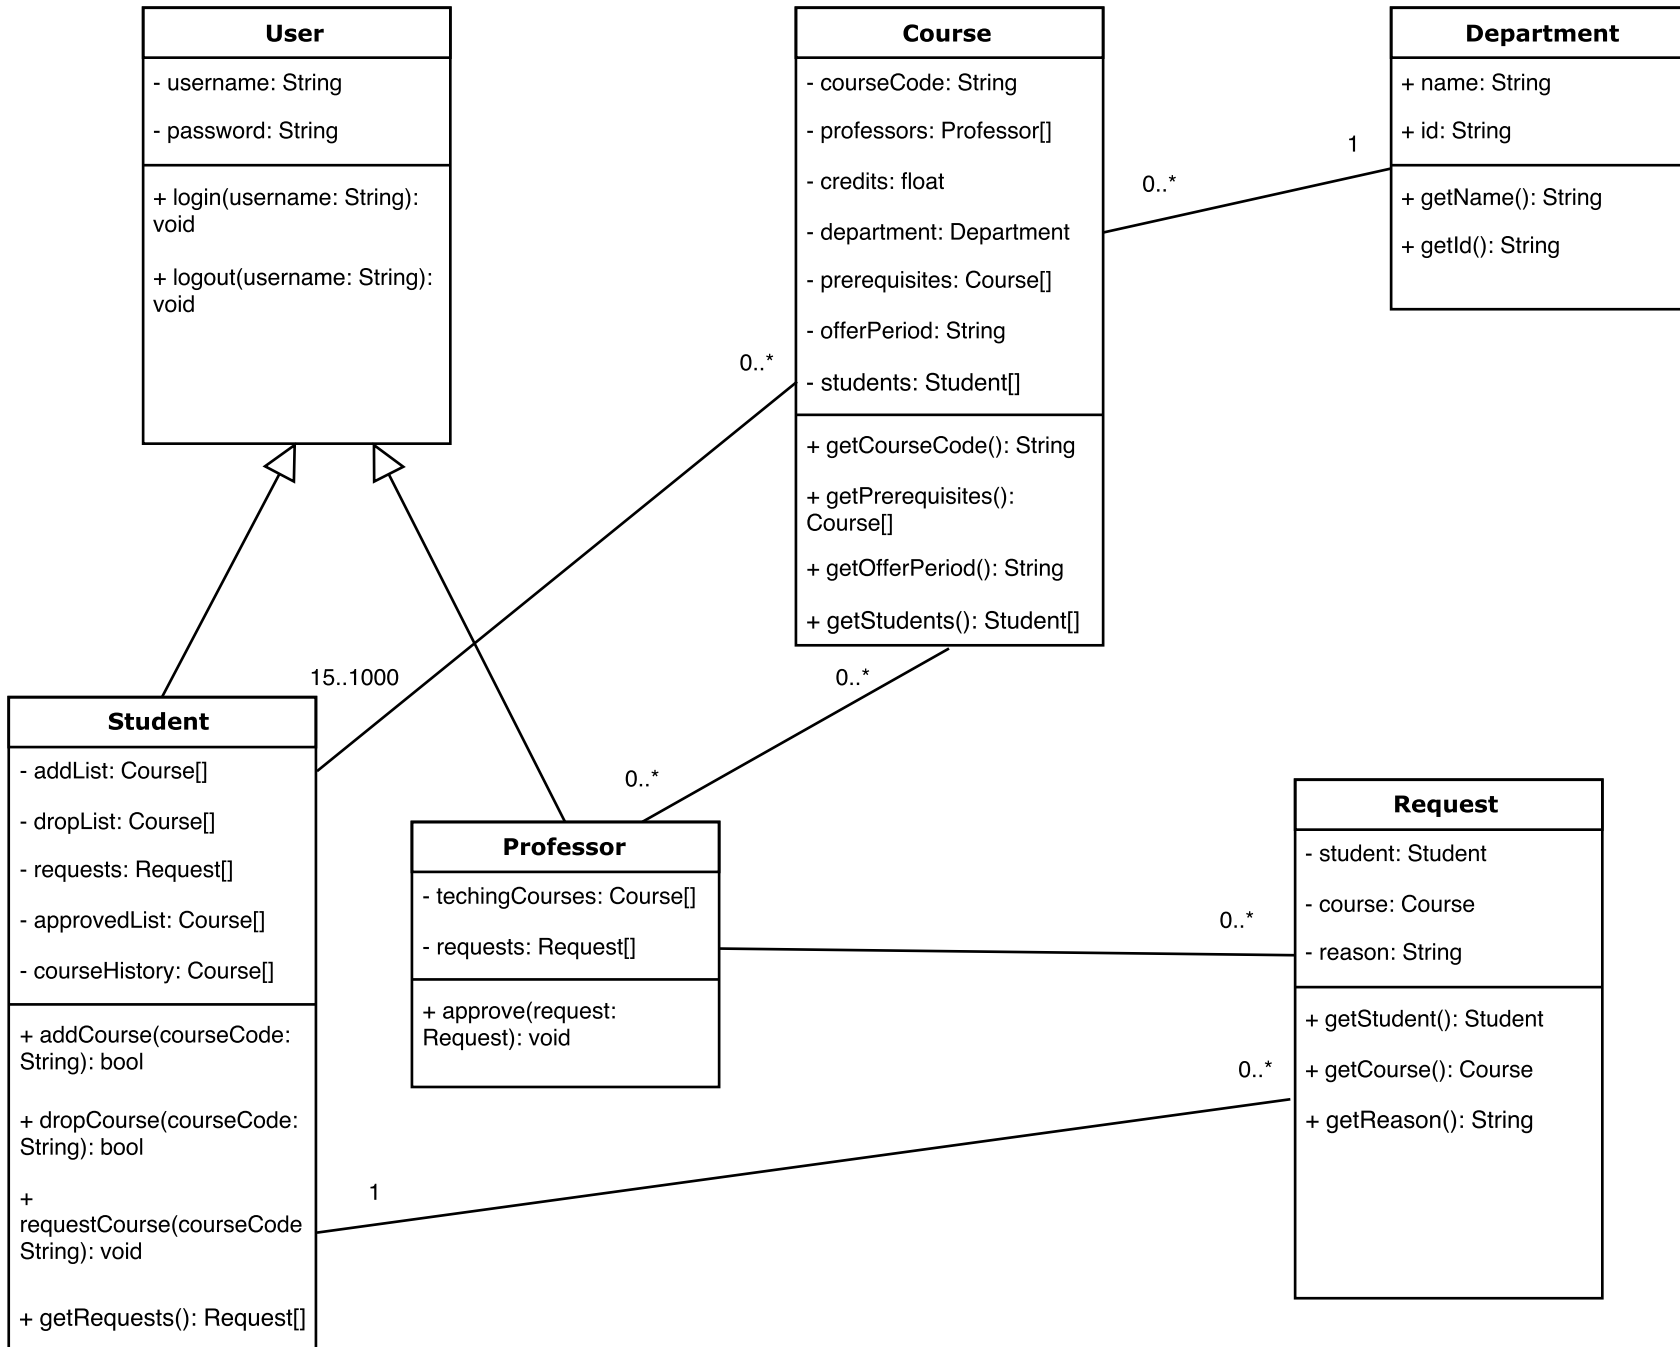 User
- username: String
- password: String
+ login(username: String):
void
+ logout(username: String):
void
Course
- courseCode: String
- professors: Professor[]
- credits: float
- department: Department
- prerequisites: Course[]
- offerPeriod: String
- students: Student[]
+ getCourseCode(): String
+ getPrerequisites():
Course[]
+ getOfferPeriod(): String
+ getStudents(): Student[]
Department
+ name: String
+ id: String
+ getName(): String
+ getId(): String
1
0..*
0..*
15..1000
0..*
0..*
Student
- addList: Course[]
- dropList: Course[]
- requests: Request[]
- approvedList: Course[]
- courseHistory: Course[]
+ addCourse(courseCode:
String): bool
+ dropCourse(courseCode:
String): bool
+
requestCourse(courseCode
String): void
+ getRequests(): Request[]
Professor
- techingCourses: Course[]
- requests: Request[]
+ approve(request:
Request): void
0..*
0..*
1
Request
- student: Student
- course: Course
- reason: String
+ getStudent(): Student
+ getCourse(): Course
+ getReason(): String